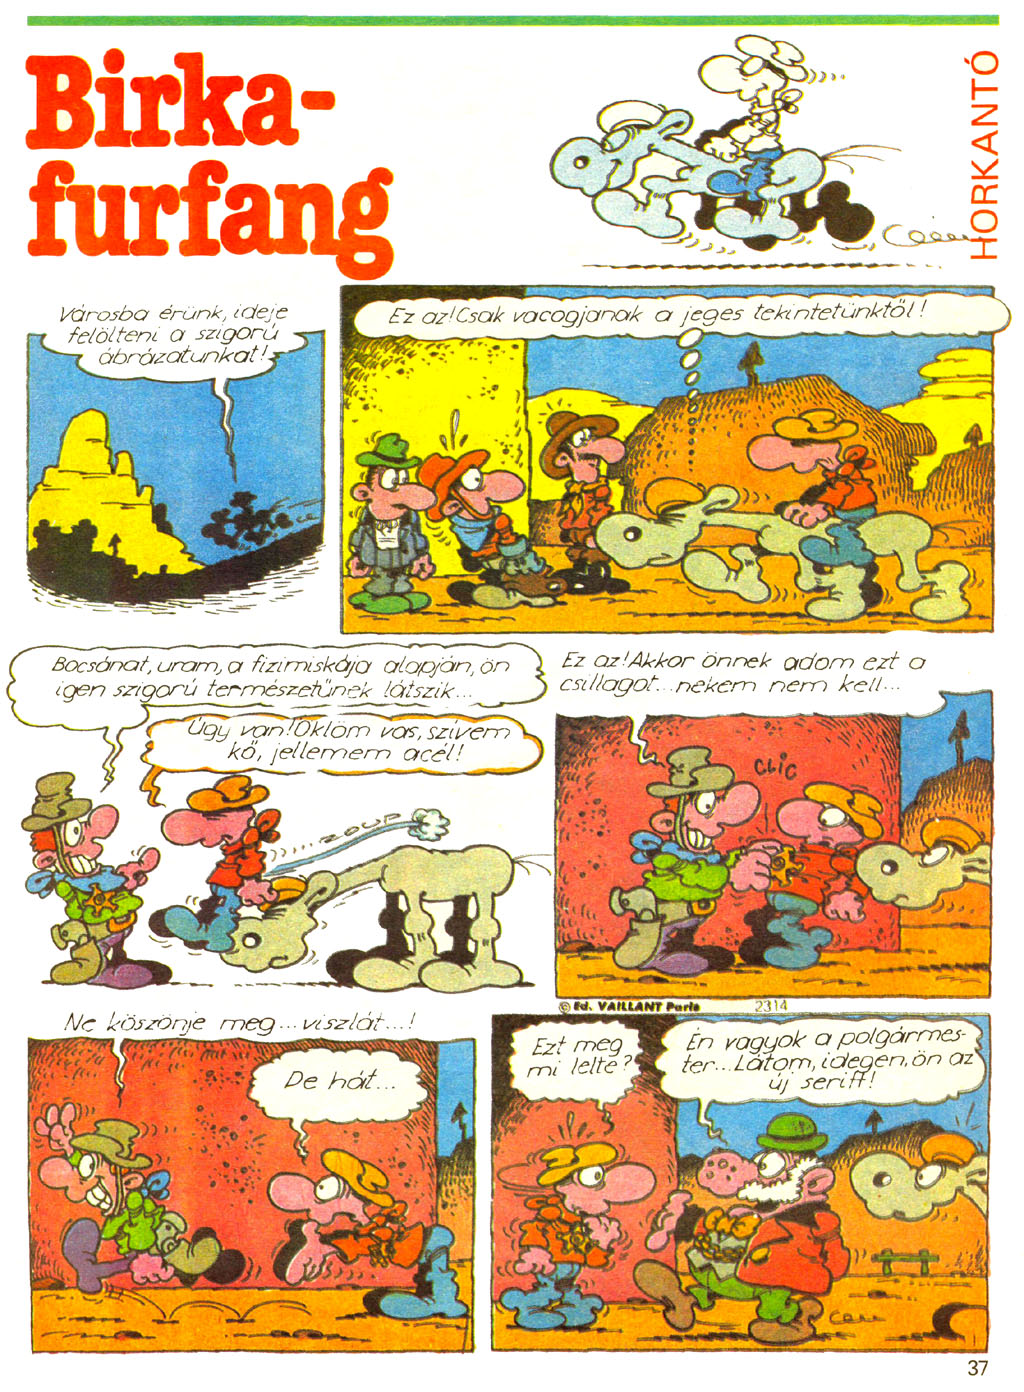 Birka-
furfang
HORKANTÓ
Városba érünk, ideje
felölteni a szigorú
ábrázatunkat!
Ez az! Csak vacogjanak a jeges tekintetünktől!
Bocsánat, uram, a fizimiskája alapján, ön
igen szigorú természetűnek látszik...
Úgy van! Öklöm vas, szívem
kő, jellemem acél!
ZOUP
Ez az! Akkor önnek adom ezt a
csillagot... nekem nem kell...
CLIC
© Ed. VAILLANT Paris 2314
Ne köszönje meg... viszlát...!
De hát...
Ezt meg
mi lelte?
Én vagyok a polgármes-
ter... Látom, idegen, ön az
új seriff!
37